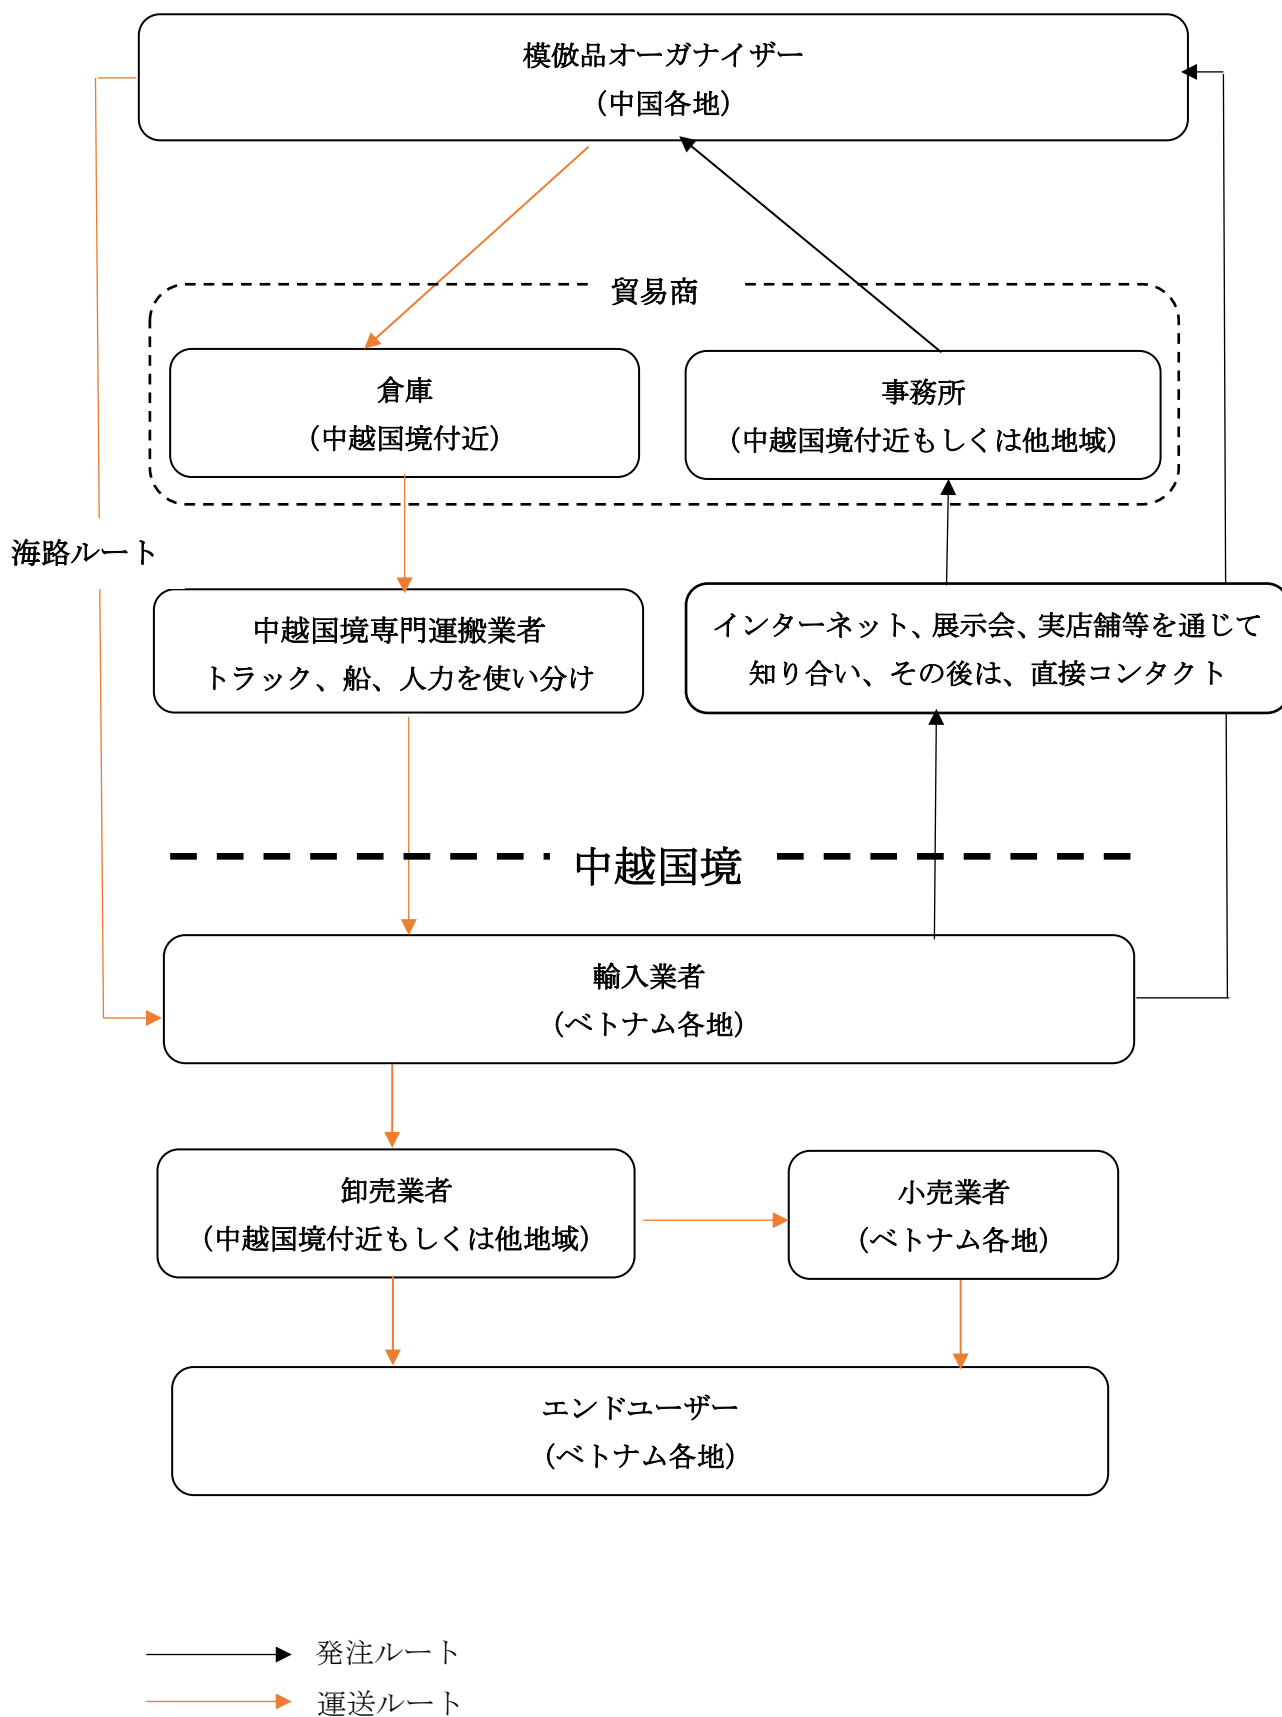 模倣品オーガナイザー
（中国各地）
貿易商
倉庫
（中越国境付近）
事務所
（中越国境付近もしくは他地域）
海路ルート
中越国境専門運搬業者
トラック、船、人力を使い分け
インターネット、展示会、実店舗等を通じて
知り合い、その後は、直接コンタクト
中越国境
輸入業者
（ベトナム各地）
卸売業者
（中越国境付近もしくは他地域）
小売業者
（ベトナム各地）
エンドユーザー
（ベトナム各地）
発注ルート
運送ルート